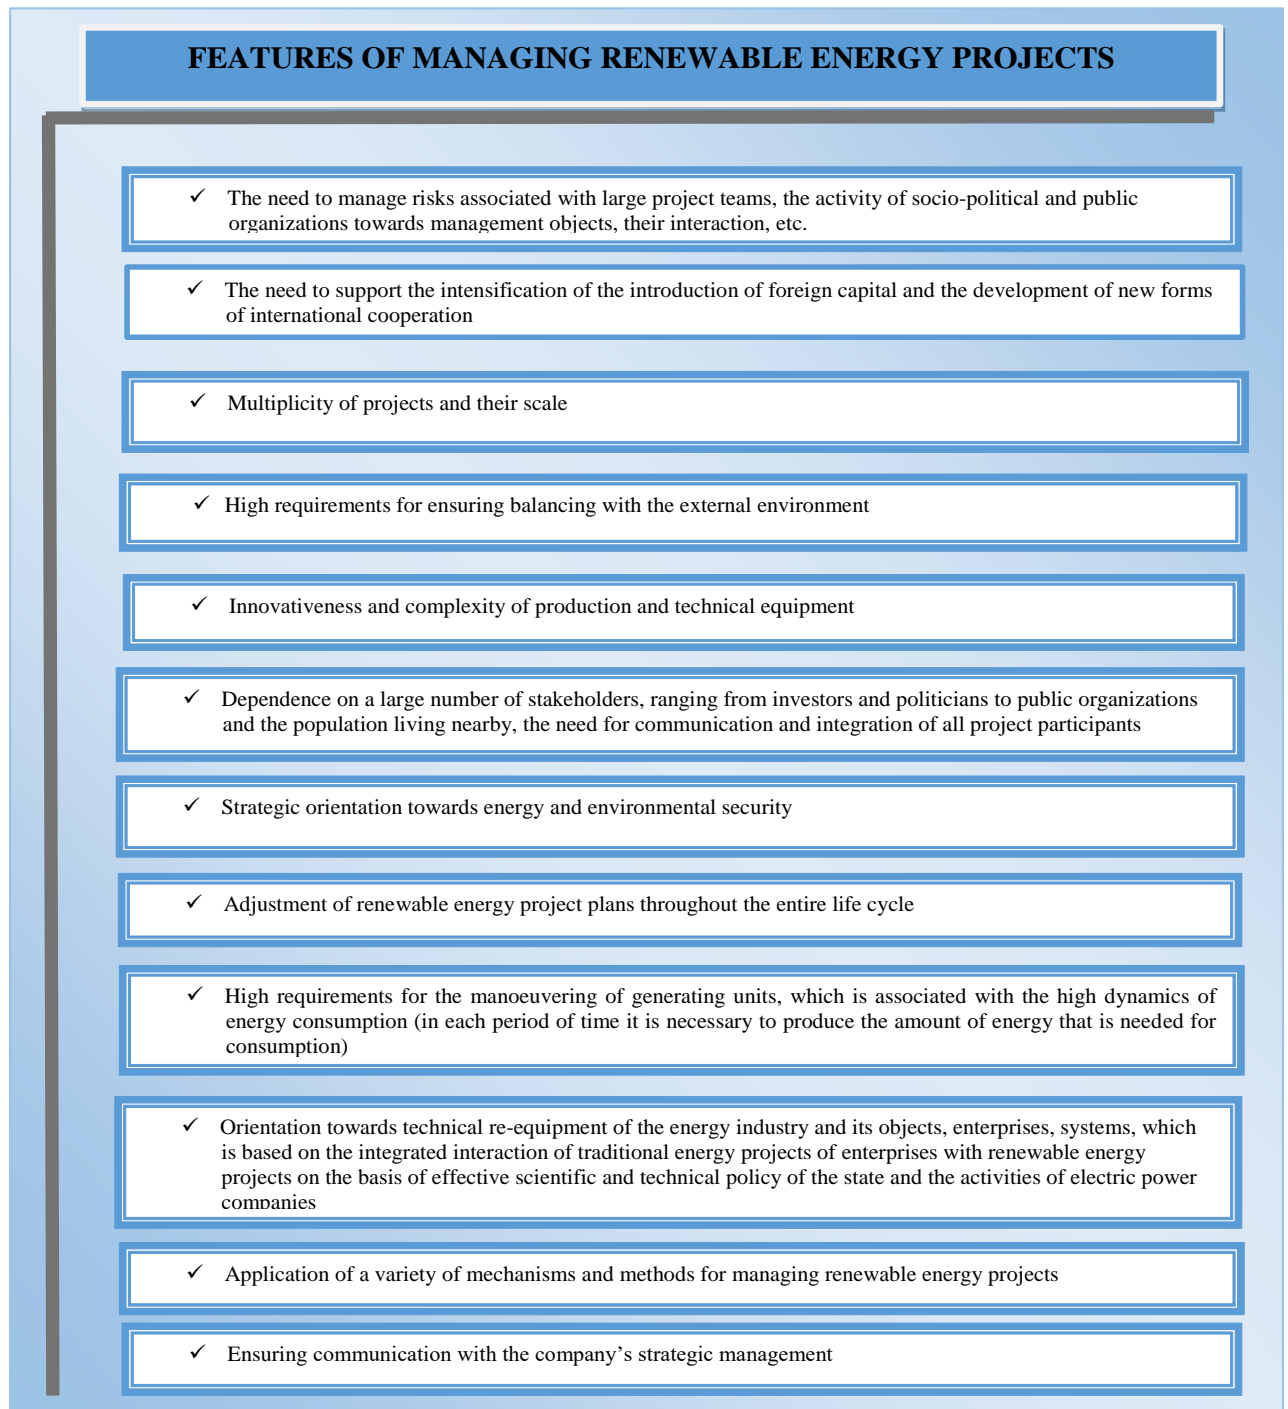 FEATURES OF MANAGING RENEWABLE ENERGY PROJECTS
✓ The need to manage risks associated with large project teams, the activity of socio-political and public
organizations towards management objects, their interaction, etc.
✓ The need to support the intensification of the introduction of foreign capital and the development of new forms
of international cooperation
✓ Multiplicity of projects and their scale
✓ High requirements for ensuring balancing with the external environment
✓ Innovativeness and complexity of production and technical equipment
✓ Dependence on a large number of stakeholders, ranging from investors and politicians to public organizations
and the population living nearby, the need for communication and integration of all project participants
✓ Strategic orientation towards energy and environmental security
✓ Adjustment of renewable energy project plans throughout the entire life cycle
✓ High requirements for the manoeuvering of generating units, which is associated with the high dynamics of
energy consumption (in each period of time it is necessary to produce the amount of energy that is needed for
consumption)
✓ Orientation towards technical re-equipment of the energy industry and its objects, enterprises, systems, which
is based on the integrated interaction of traditional energy projects of enterprises with renewable energy
projects on the basis of effective scientific and technical policy of the state and the activities of electric power
companies
✓ Application of a variety of mechanisms and methods for managing renewable energy projects
✓ Ensuring communication with the company’s strategic management